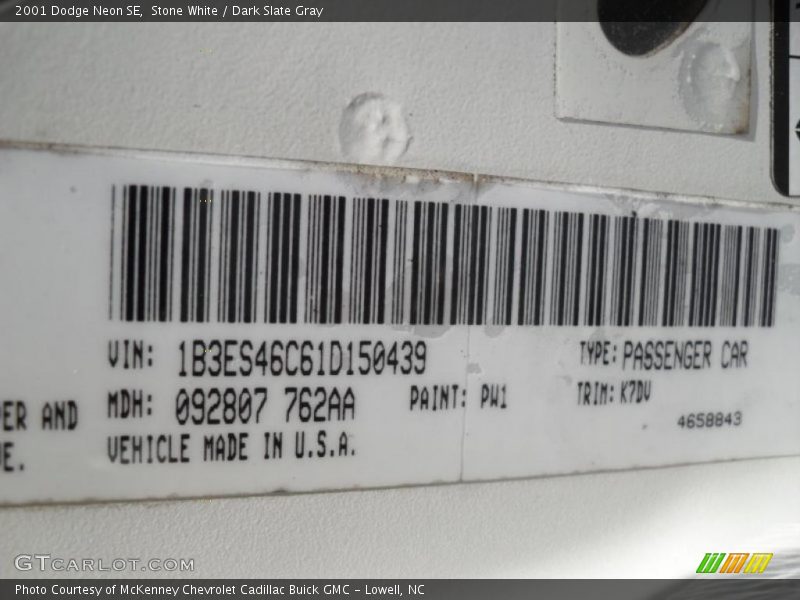 2001 Dodge Neon SE, Stone White / Dark Slate Gray
VIN: 1B3ES46C61D150439
TYPE: PASSENGER CAR
DER AND
MDH: 092807 762AA
PAINT: PW1
TRIM: K7DV
4658843
E.
VEHICLE MADE IN U.S.A.
GTCARLOT.COM
Photo Courtesy of McKenney Chevrolet Cadillac Buick GMC - Lowell, NC